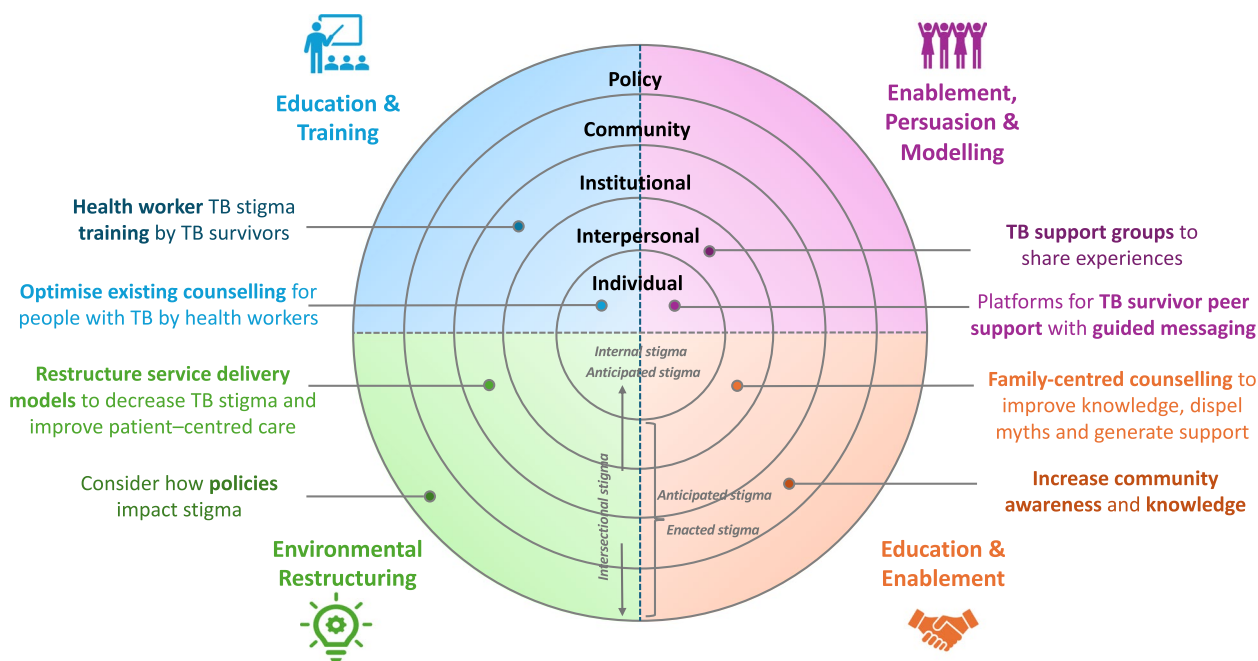 Education &
Training
Enablement,
Persuasion &
Modelling
Policy
Community
Institutional
Interpersonal
Individual
Health worker TB stigma
training by TB survivors
Optimise existing counselling for
people with TB by health workers
TB support groups to
share experiences
Platforms for TB survivor peer
support with guided messaging
Internal stigma
Anticipated stigma
Restructure service delivery
models to decrease TB stigma and
improve patient–centred care
Consider how policies
impact stigma
Family-centred counselling to
improve knowledge, dispel
myths and generate support
Increase community
awareness and knowledge
Intersectional stigma
Anticipated stigma
Enacted stigma
Environmental
Restructuring
Education &
Enablement